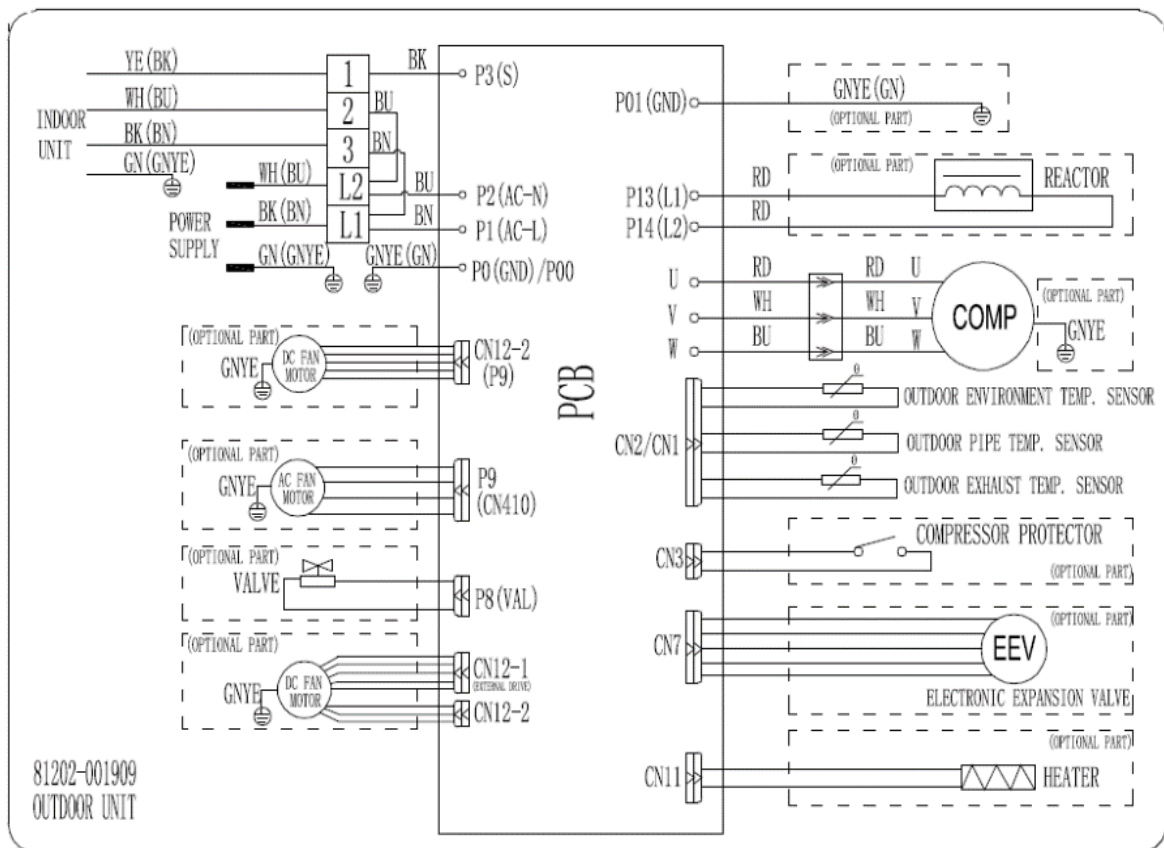 YE(BK)
WH(BU)
INDOOR
UNIT
BK(BN)
GN(GNYE)
1
2
3
L2
L1
BK
BU
BN
WH(BU)
BK(BN)
POWER
SUPPLY
GN(GNYE)
GNYE(GN)
BU
BN
P3(S)
P2(AC-N)
P1(AC-L)
P0(GND)/P00
(OPTIONAL PART)
GNYE
DC FAN
MOTOR
CN12-2
(P9)
(OPTIONAL PART)
GNYE
AC FAN
MOTOR
P9
(CN410)
(OPTIONAL PART)
VALVE
P8(VAL)
(OPTIONAL PART)
GNYE
DC FAN
MOTOR
CN12-1
(EXTERNAL DRIVE)
CN12-2
81202-001909
OUTDOOR UNIT
PCB
P01(GND)
GNYE(GN)
(OPTIONAL PART)
(OPTIONAL PART)
P13(L1)
RD
REACTOR
P14(L2)
RD
U
RD
RD
U
V
WH
WH
V
W
BU
BU
W
COMP
(OPTIONAL PART)
GNYE
CN2/CN1
θ
OUTDOOR ENVIRONMENT TEMP. SENSOR
θ
OUTDOOR PIPE TEMP. SENSOR
θ
OUTDOOR EXHAUST TEMP. SENSOR
CN3
COMPRESSOR PROTECTOR
(OPTIONAL PART)
CN7
(OPTIONAL PART)
EEV
ELECTRONIC EXPANSION VALVE
(OPTIONAL PART)
CN11
HEATER